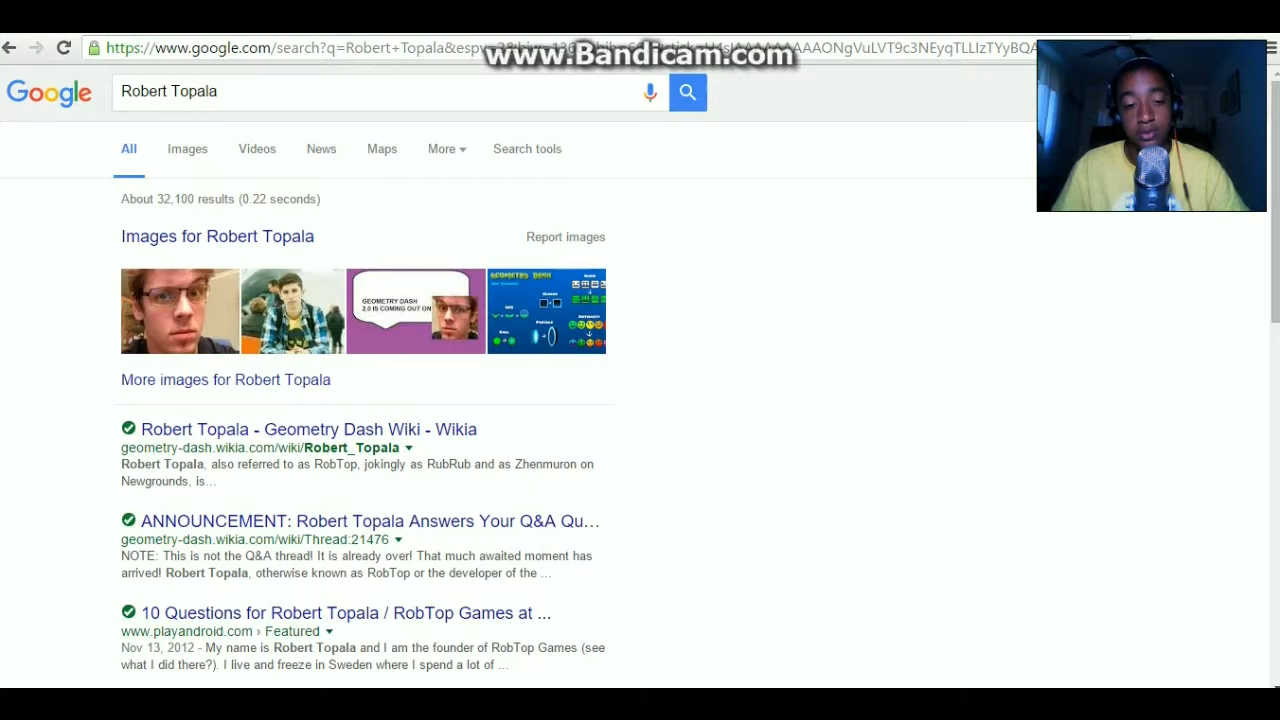 www.Bandicam.com
https://www.google.com/search?q=Robert+Topala&espv=
Google
Robert Topala
All Images Videos News Maps More Search tools
About 32,100 results (0.22 seconds)
Images for Robert Topala Report images
GEOMETRY DASH
GEOMETRY DASH
2.0 IS COMING OUT ON
More images for Robert Topala
Robert Topala - Geometry Dash Wiki - Wikia
geometry-dash.wikia.com/wiki/Robert_Topala
Robert Topala, also referred to as RobTop, jokingly as RubRub and as Zhenmuron on
Newgrounds, is...
ANNOUNCEMENT: Robert Topala Answers Your Q&A Qu...
geometry-dash.wikia.com/wiki/Thread:21476
NOTE: This is not the Q&A thread! It is already over! That much awaited moment has
arrived! Robert Topala, otherwise known as RobTop or the developer of the ...
10 Questions for Robert Topala / RobTop Games at ...
www.playandroid.com › Featured
Nov 13, 2012 - My name is Robert Topala and I am the founder of RobTop Games (see
what I did there?). I live and freeze in Sweden where I spend a lot of ...